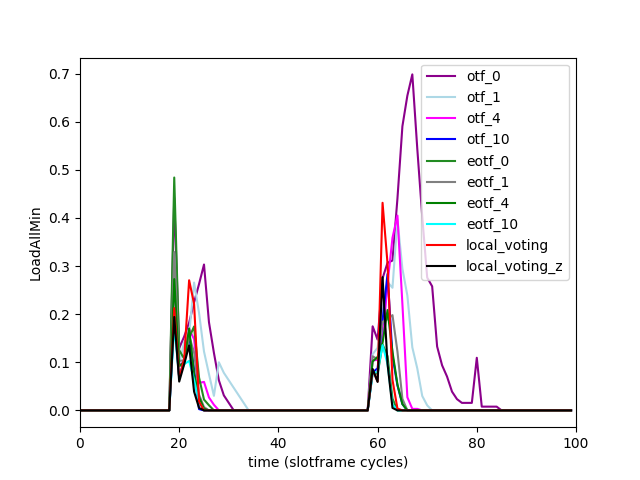 LoadAllMin
0.7
0.6
0.5
0.4
0.3
0.2
0.1
0.0
0 20 40 60 80 100
time (slotframe cycles)
otf_0
otf_1
otf_4
otf_10
eotf_0
eotf_1
eotf_4
eotf_10
local_voting
local_voting_z